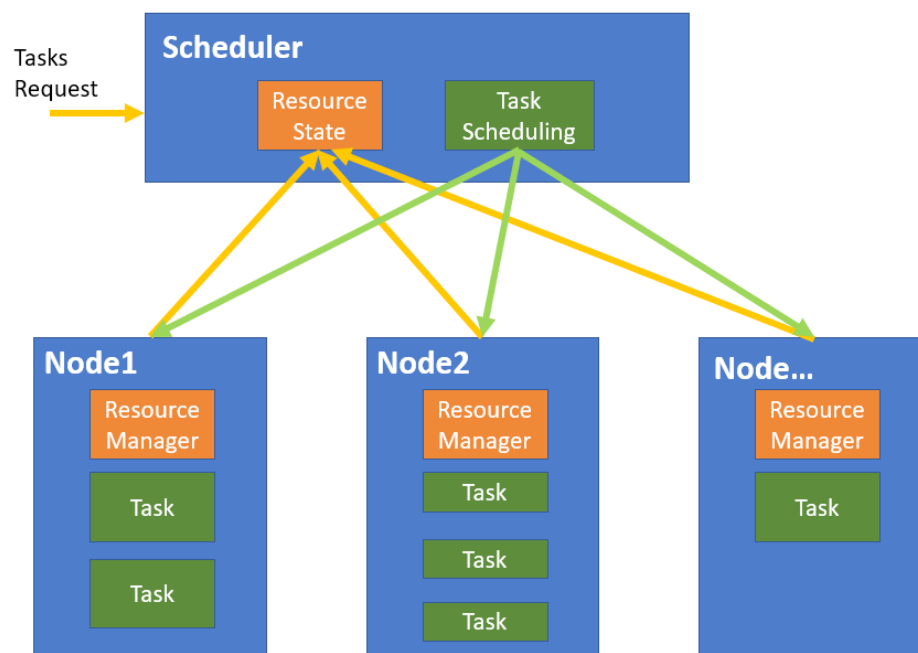 Scheduler
Tasks
Request
Resource
State
Task
Scheduling
Node1
Resource
Manager
Task
Task
Node2
Resource
Manager
Task
Task
Task
Node...
Resource
Manager
Task